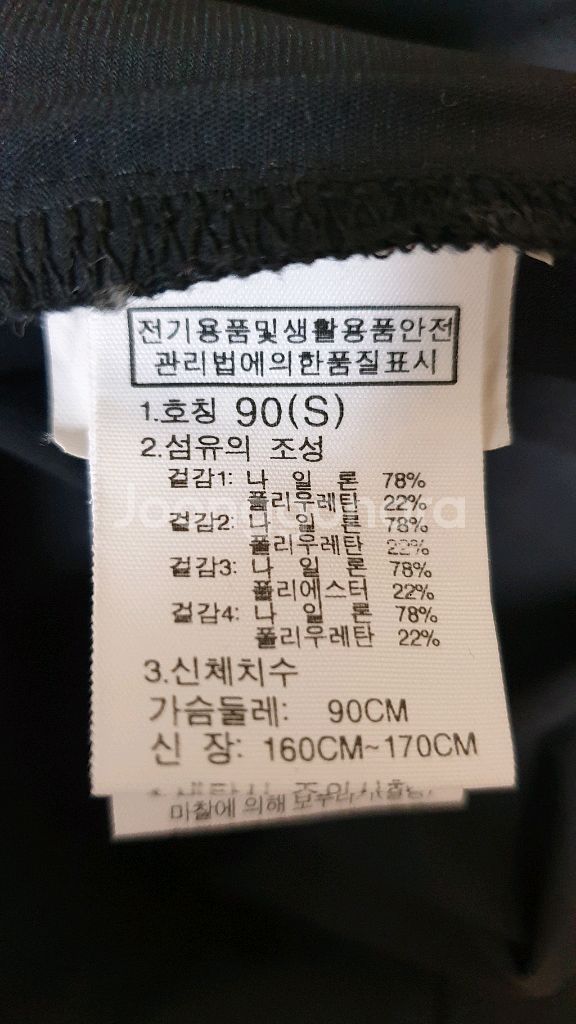 전기용품및생활용품안전
관리법에의한품질표시
1.호칭 90(S)
2.섬유의 조성
겉감1: 나 일 론 78%
폴리우레탄 22%
겉감2: 나 일 론 78%
폴리우레탄 22%
겉감3: 나 일 론 78%
폴리에스터 22%
겉감4: 나 일 론 78%
폴리우레탄 22%
3.신체치수
가슴둘레: 90CM
신 장: 160CM~170CM
마찰에 의해